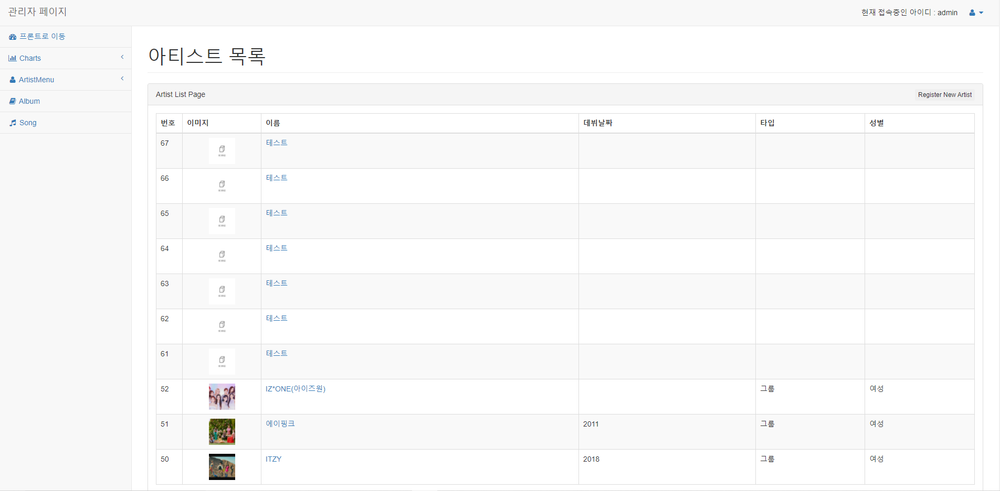 관리자 페이지
현재 접속중인 아이디 : admin
프론트로 이동
Charts
ArtistMenu
Album
Song
아티스트 목록
Artist List Page
Register New Artist
번호 이미지 이름 데뷔날짜 타입 성별
67 테스트
66 테스트
65 테스트
64 테스트
63 테스트
62 테스트
61 테스트
52 IZ*ONE(아이즈원) 그룹 여성
51 에이핑크 2011 그룹 여성
50 ITZY 2018 그룹 여성